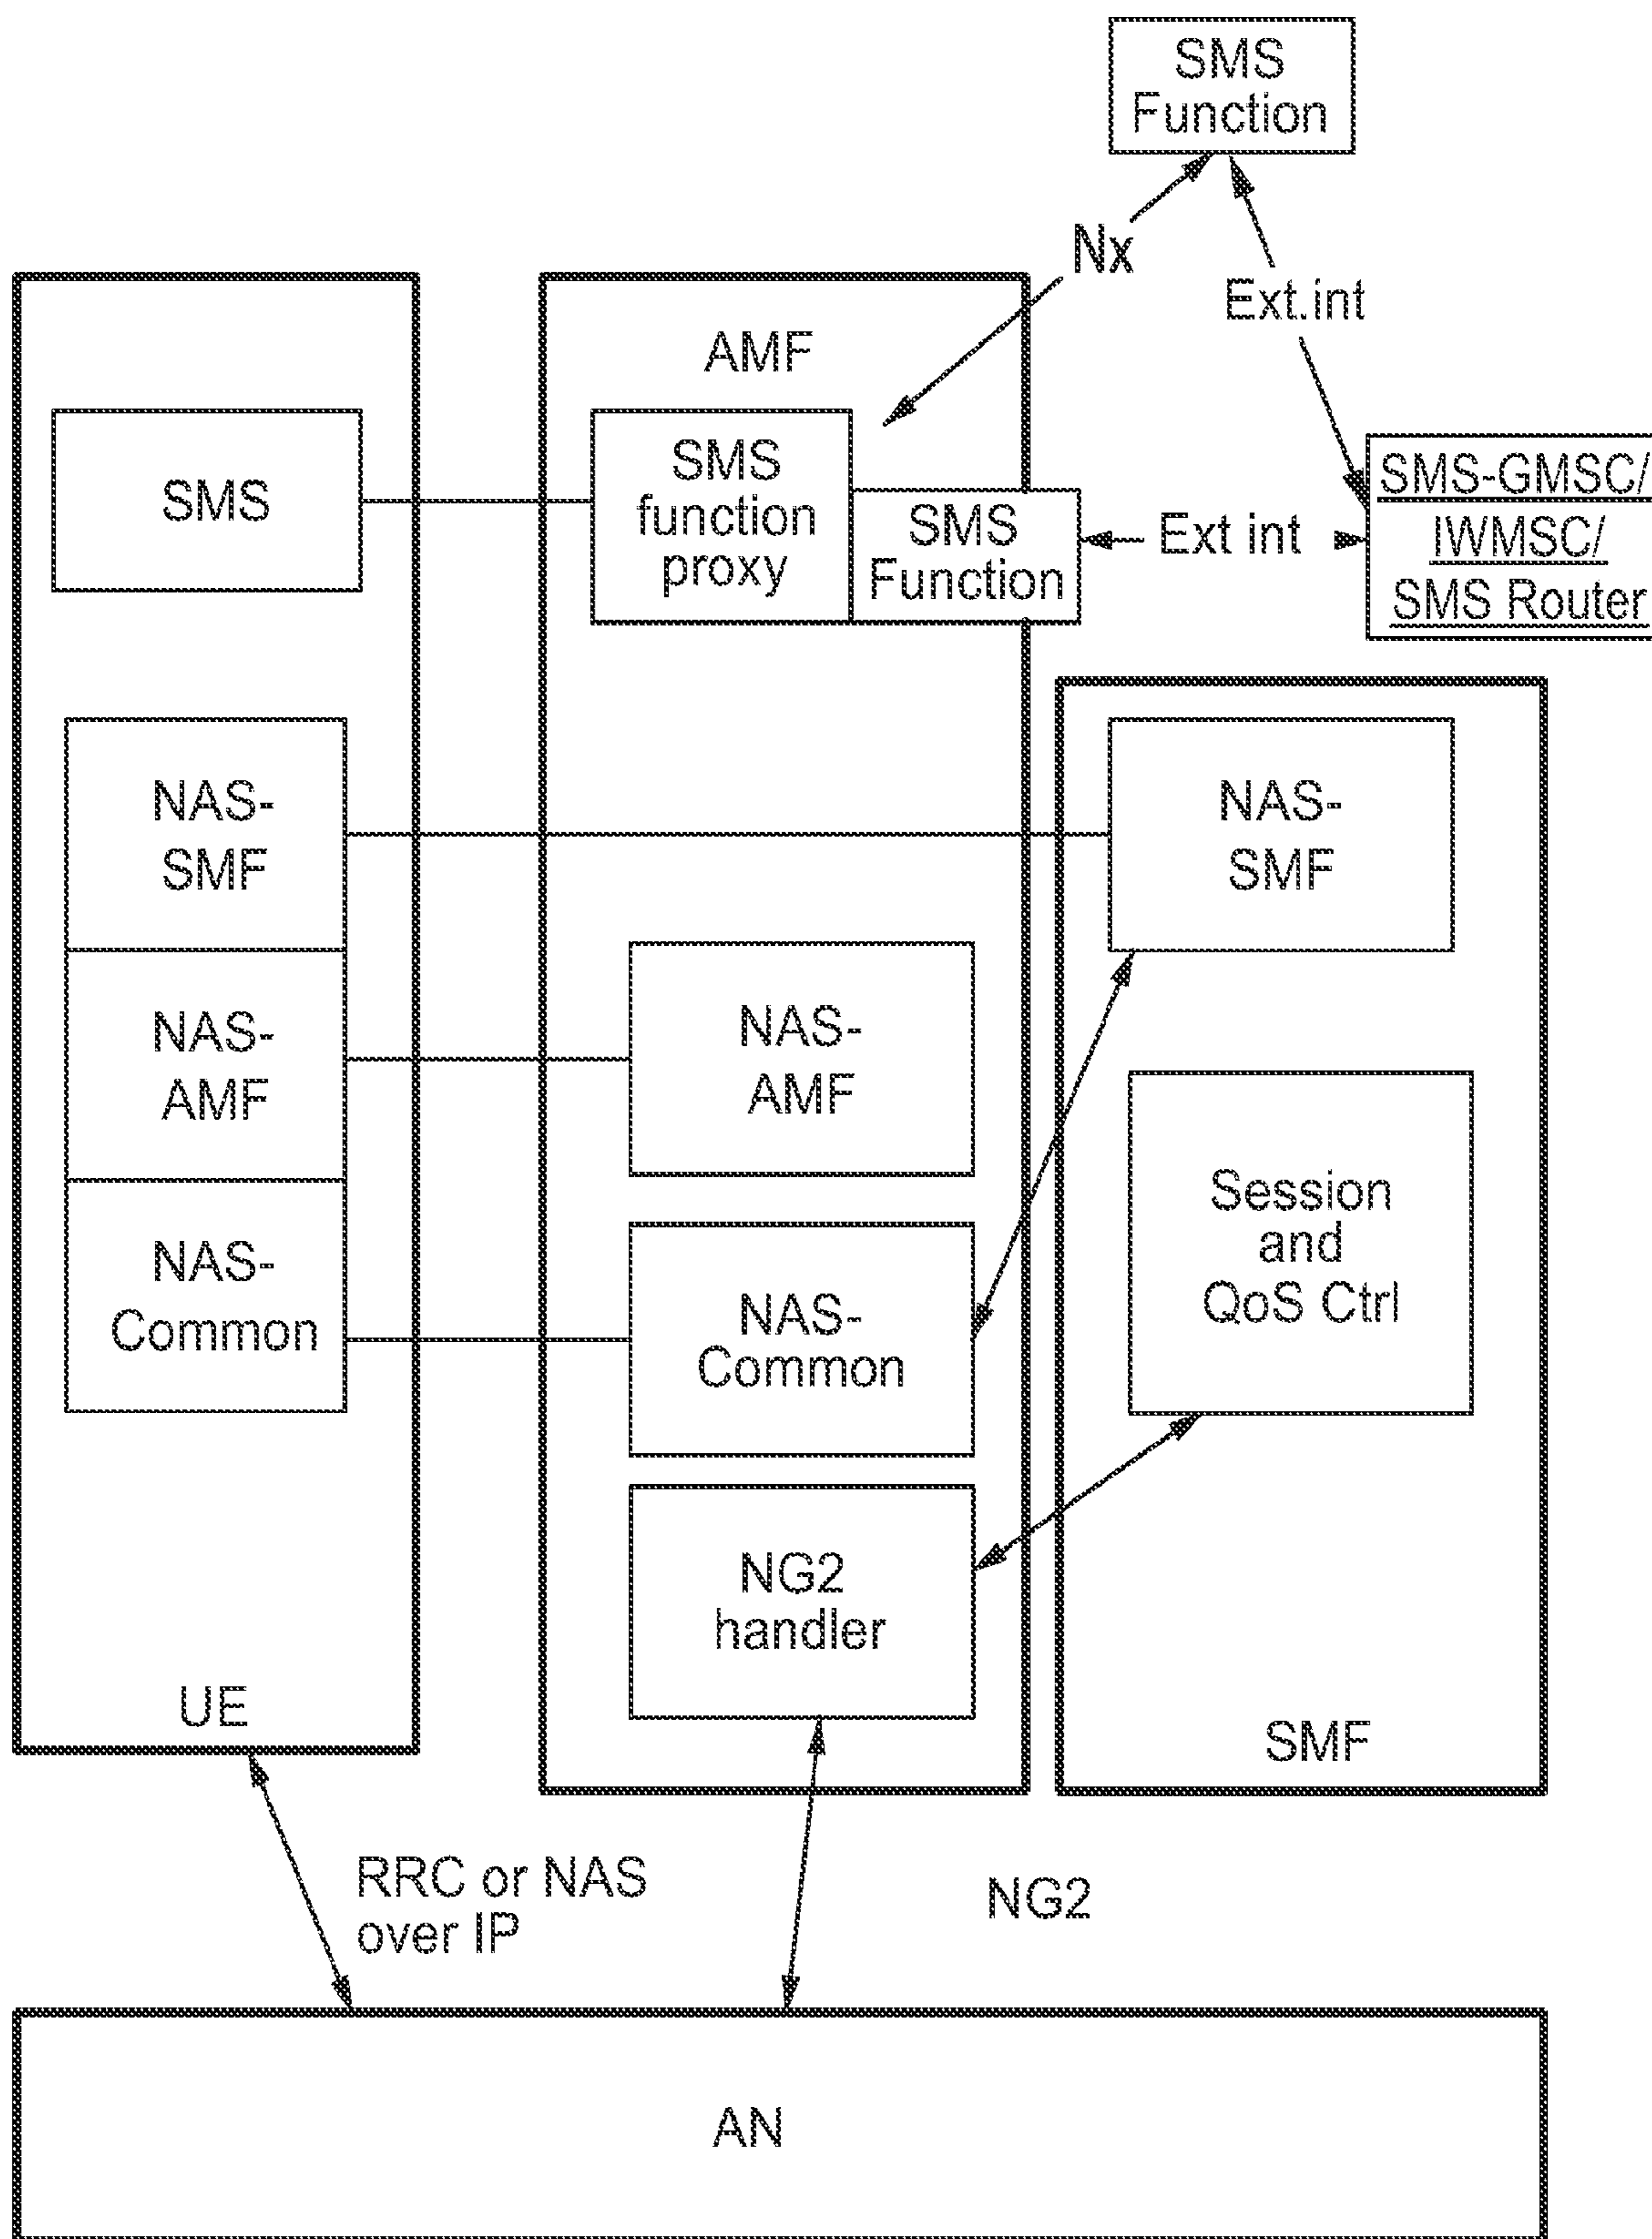 SMS
Function
Nx
Ext.int
AMF
SMS
SMS
function
proxy
SMS
Function
Ext int
SMS-GMSC/
IWMSC/
SMS Router
NAS-
SMF
NAS-
SMF
NAS-
AMF
NAS-
AMF
Session
and
QoS Ctrl
NAS-
Common
NAS-
Common
NG2
handler
UE
SMF
RRC or NAS
over IP
NG2
AN